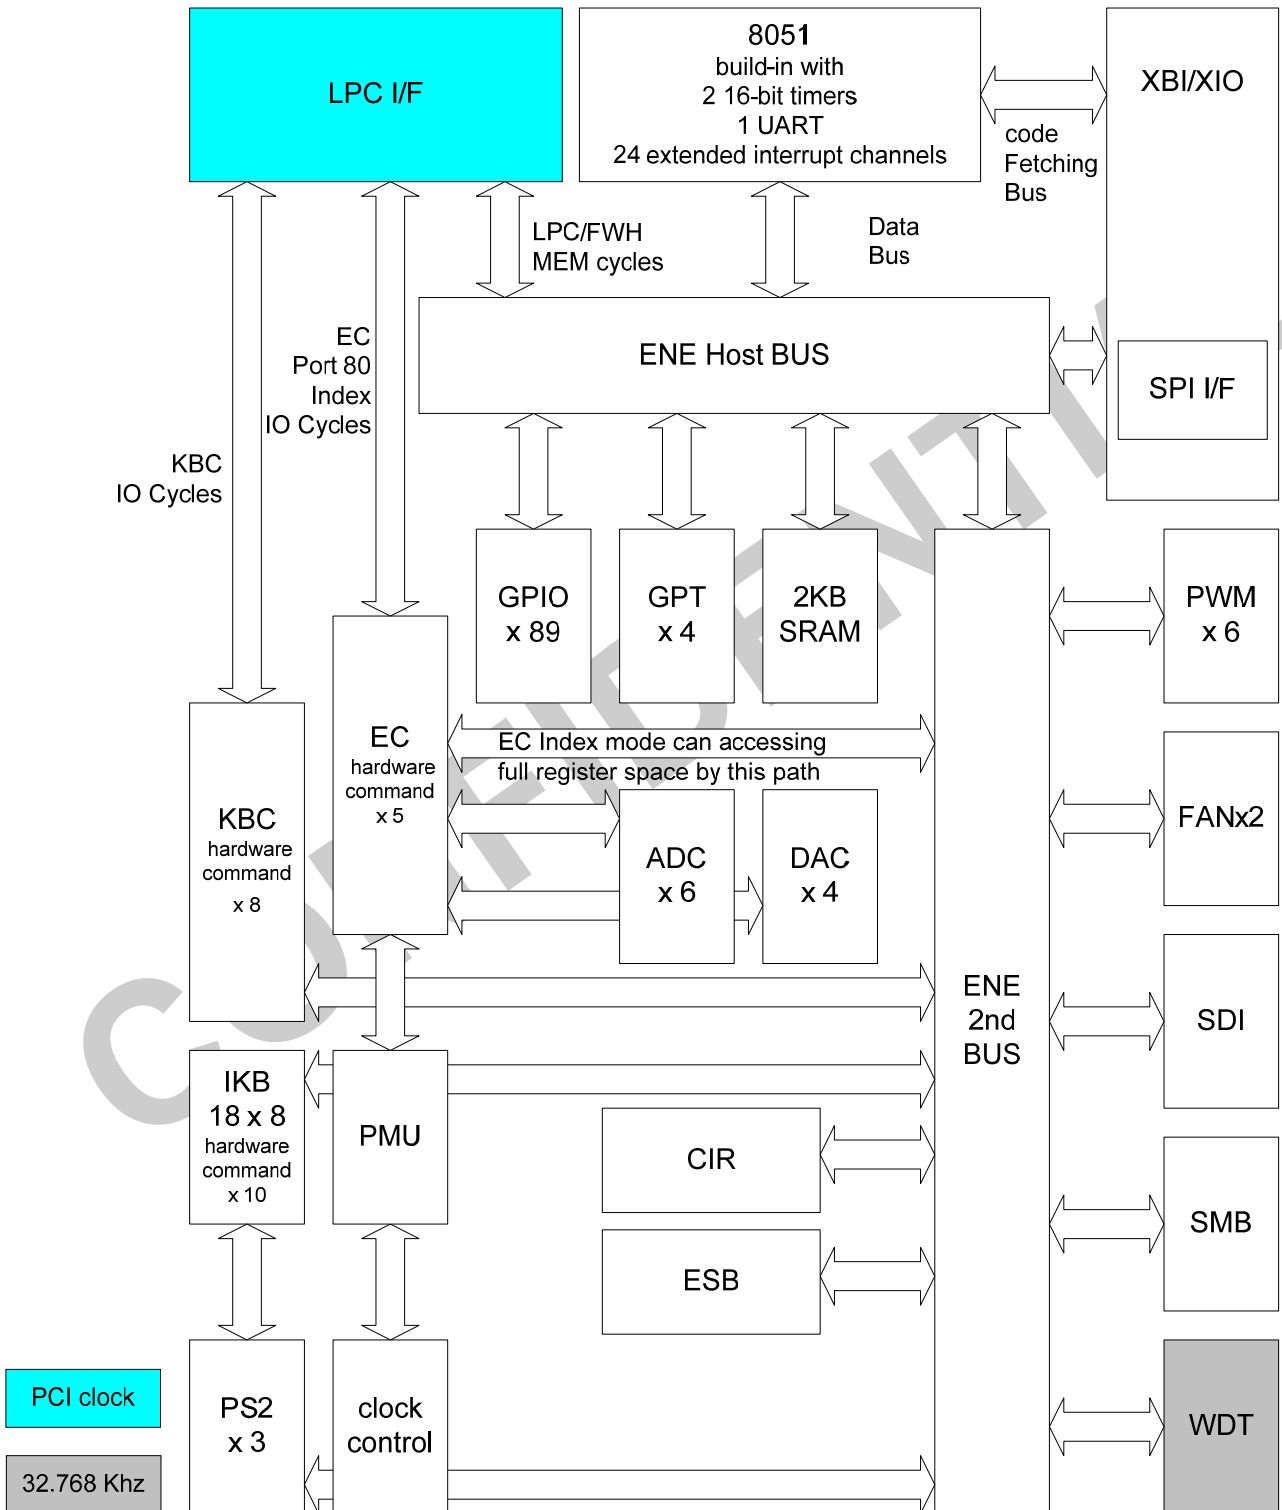 LPC I/F
8051
build-in with
2 16-bit timers
1 UART
24 extended interrupt channels
XBI/XIO
code
Fetching
Bus
LPC/FWH
MEM cycles
Data
Bus
EC
Port 80
Index
IO Cycles
ENE Host BUS
SPI I/F
KBC
IO Cycles
GPIO
x 89
GPT
x 4
2KB
SRAM
PWM
x 6
EC
hardware
command
x 5
EC Index mode can accessing
full register space by this path
KBC
hardware
command
x 8
ADC
x 6
DAC
x 4
FANx2
ENE
2nd
BUS
SDI
IKB
18 x 8
hardware
command
x 10
PMU
CIR
SMB
ESB
PCI clock
PS2
x 3
clock
control
WDT
32.768 Khz
CONFIDENTIA